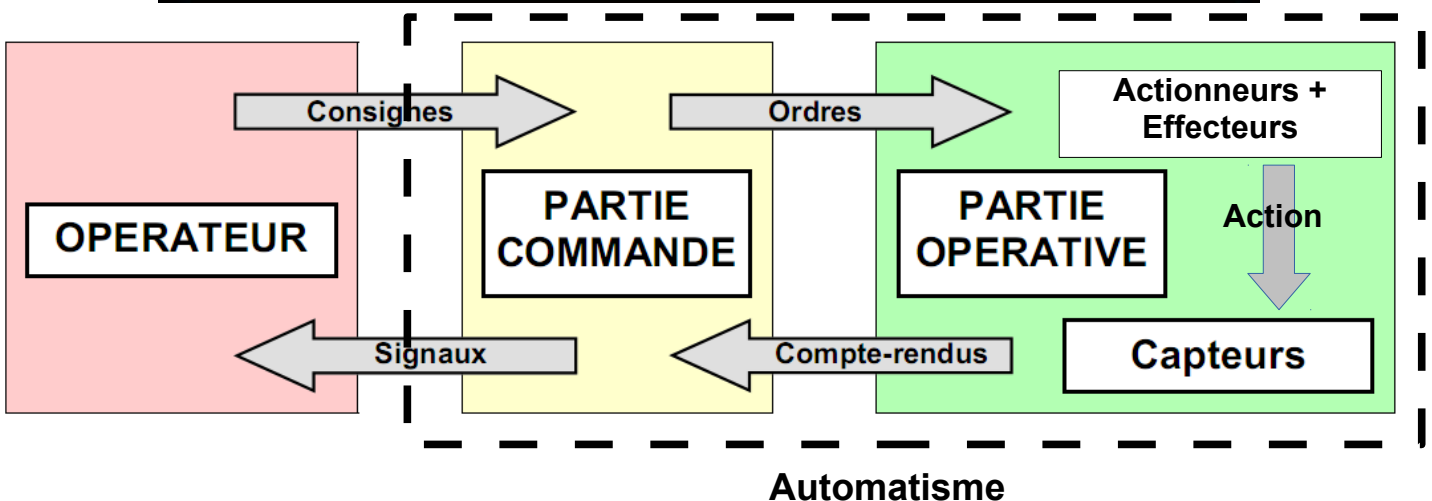 Consignes
Ordres
Actionneurs +
Effecteurs
OPERATEUR
PARTIE
COMMANDE
PARTIE
OPERATIVE
Action
Signaux
Compte-rendus
Capteurs
Automatisme